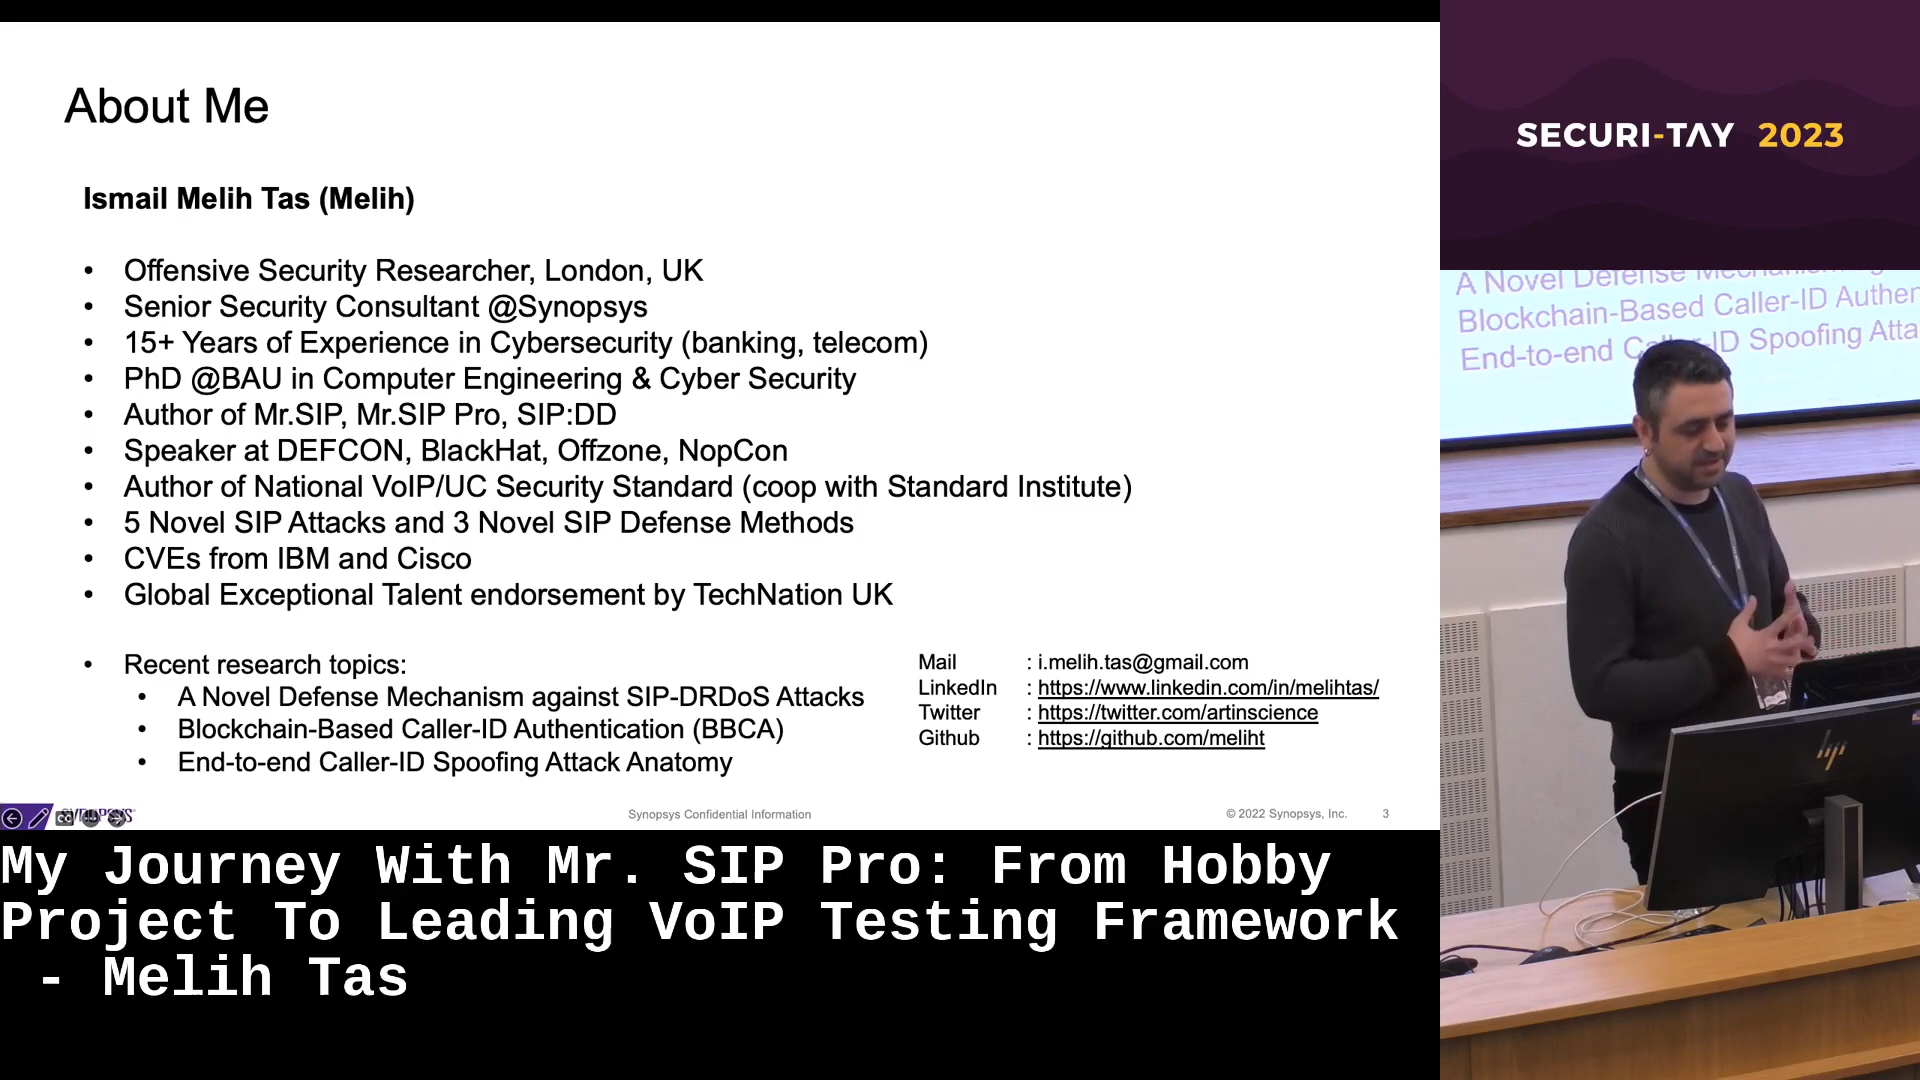 About Me
Ismail Melih Tas (Melih)
• Offensive Security Researcher, London, UK
• Senior Security Consultant @Synopsys
• 15+ Years of Experience in Cybersecurity (banking, telecom)
• PhD @BAU in Computer Engineering & Cyber Security
• Author of Mr.SIP, Mr.SIP Pro, SIP:DD
• Speaker at DEFCON, BlackHat, Offzone, NopCon
• Author of National VoIP/UC Security Standard (coop with Standard Institute)
• 5 Novel SIP Attacks and 3 Novel SIP Defense Methods
• CVEs from IBM and Cisco
• Global Exceptional Talent endorsement by TechNation UK
• Recent research topics:
• A Novel Defense Mechanism against SIP-DRDoS Attacks
• Blockchain-Based Caller-ID Authentication (BBCA)
• End-to-end Caller-ID Spoofing Attack Anatomy
Mail : i.melih.tas@gmail.com
LinkedIn : https://www.linkedin.com/in/melihtas/
Twitter : https://twitter.com/artinscience
Github : https://github.com/meliht
Synopsys Confidential Information
© 2022 Synopsys, Inc. 3
My Journey With Mr. SIP Pro: From Hobby
Project To Leading VoIP Testing Framework
- Melih Tas
SECURI-TAY 2023
A Novel Defense
Blockchain-Based Caller-ID
End-to-end Spoofing
hp